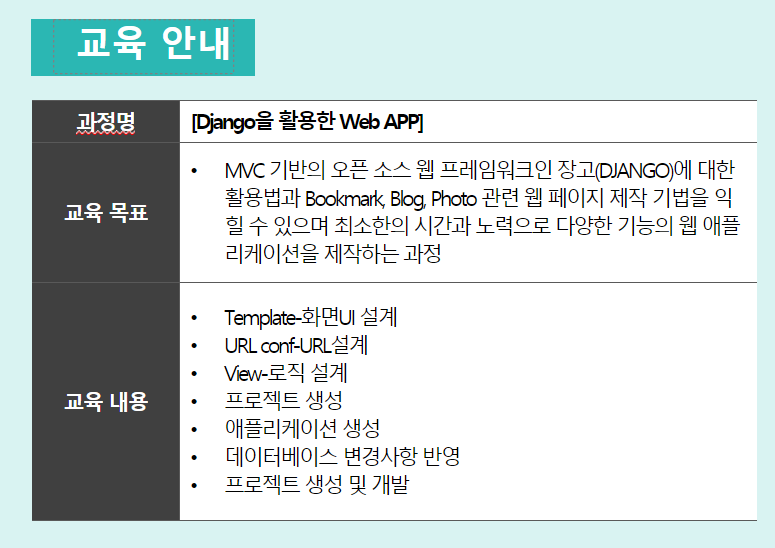 교육 안내
과정명
[Django을 활용한 Web APP]
교육 목표
• MVC 기반의 오픈 소스 웹 프레임워크인 장고(DJANGO)에 대한
활용법과 Bookmark, Blog, Photo 관련 웹 페이지 제작 기법을 익
힐 수 있으며 최소한의 시간과 노력으로 다양한 기능의 웹 애플
리케이션을 제작하는 과정
교육 내용
• Template-화면UI 설계
• URL conf-URL설계
• View-로직 설계
• 프로젝트 생성
• 애플리케이션 생성
• 데이터베이스 변경사항 반영
• 프로젝트 생성 및 개발